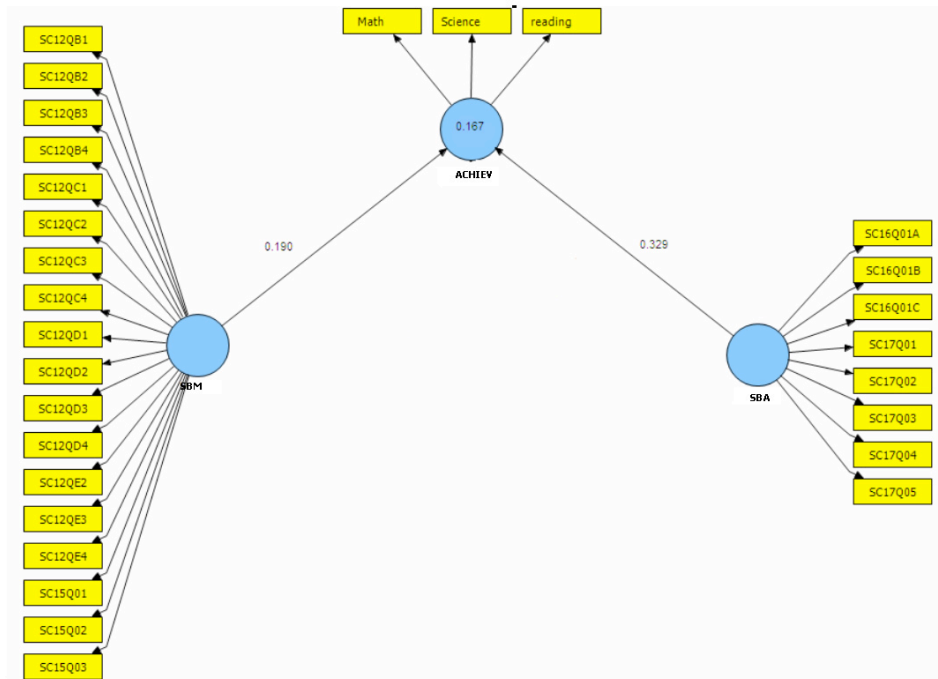 Math
Science
reading
SC12QB1
SC12QB2
SC12QB3
SC12QB4
SC12QC1
SC12QC2
SC12QC3
SC12QC4
SC12QD1
SC12QD2
SC12QD3
SC12QD4
SC12QE2
SC12QE3
SC12QE4
SC15Q01
SC15Q02
SC15Q03
0.167
ACHIEV
0.190
0.329
SBM
SBA
SC16Q01A
SC16Q01B
SC16Q01C
SC17Q01
SC17Q02
SC17Q03
SC17Q04
SC17Q05